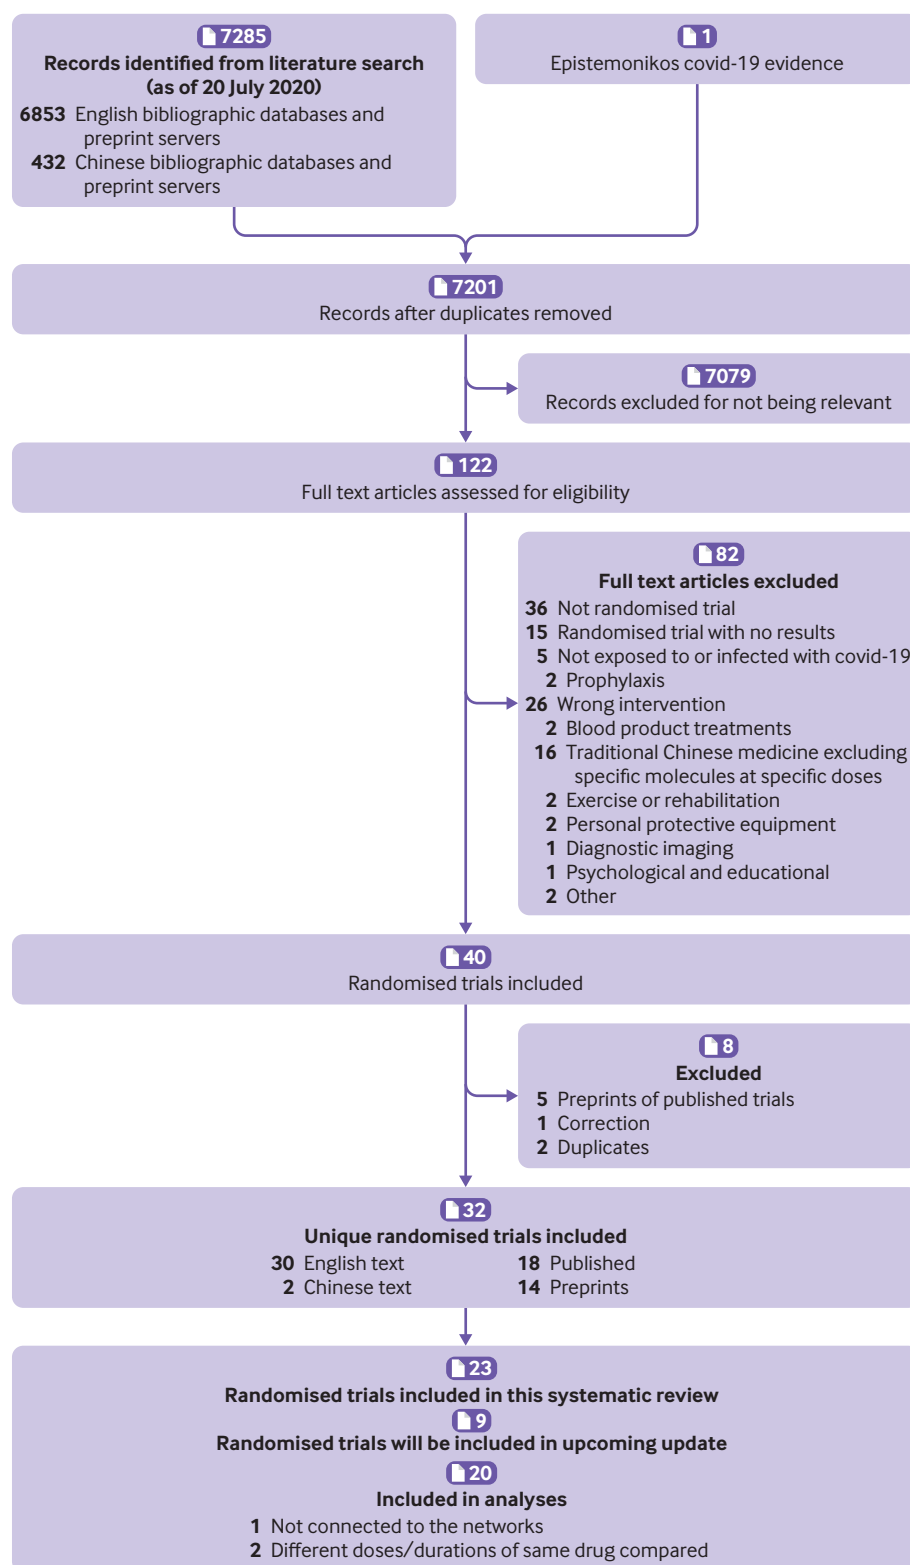 7285
Records identified from literature search
(as of 20 July 2020)
6853 English bibliographic databases and
preprint servers
432 Chinese bibliographic databases and
preprint servers
1
Epistemonikos covid-19 evidence
7201
Records after duplicates removed
7079
Records excluded for not being relevant
122
Full text articles assessed for eligibility
82
Full text articles excluded
36 Not randomised trial
15 Randomised trial with no results
5 Not exposed to or infected with covid-19
2 Prophylaxis
26 Wrong intervention
2 Blood product treatments
16 Traditional Chinese medicine excluding
specific molecules at specific doses
2 Exercise or rehabilitation
2 Personal protective equipment
1 Diagnostic imaging
1 Psychological and educational
2 Other
40
Randomised trials included
8
Excluded
5 Preprints of published trials
1 Correction
2 Duplicates
32
Unique randomised trials included
30 English text
2 Chinese text
18 Published
14 Preprints
23
Randomised trials included in this systematic review
9
Randomised trials will be included in upcoming update
20
Included in analyses
1 Not connected to the networks
2 Different doses/durations of same drug compared